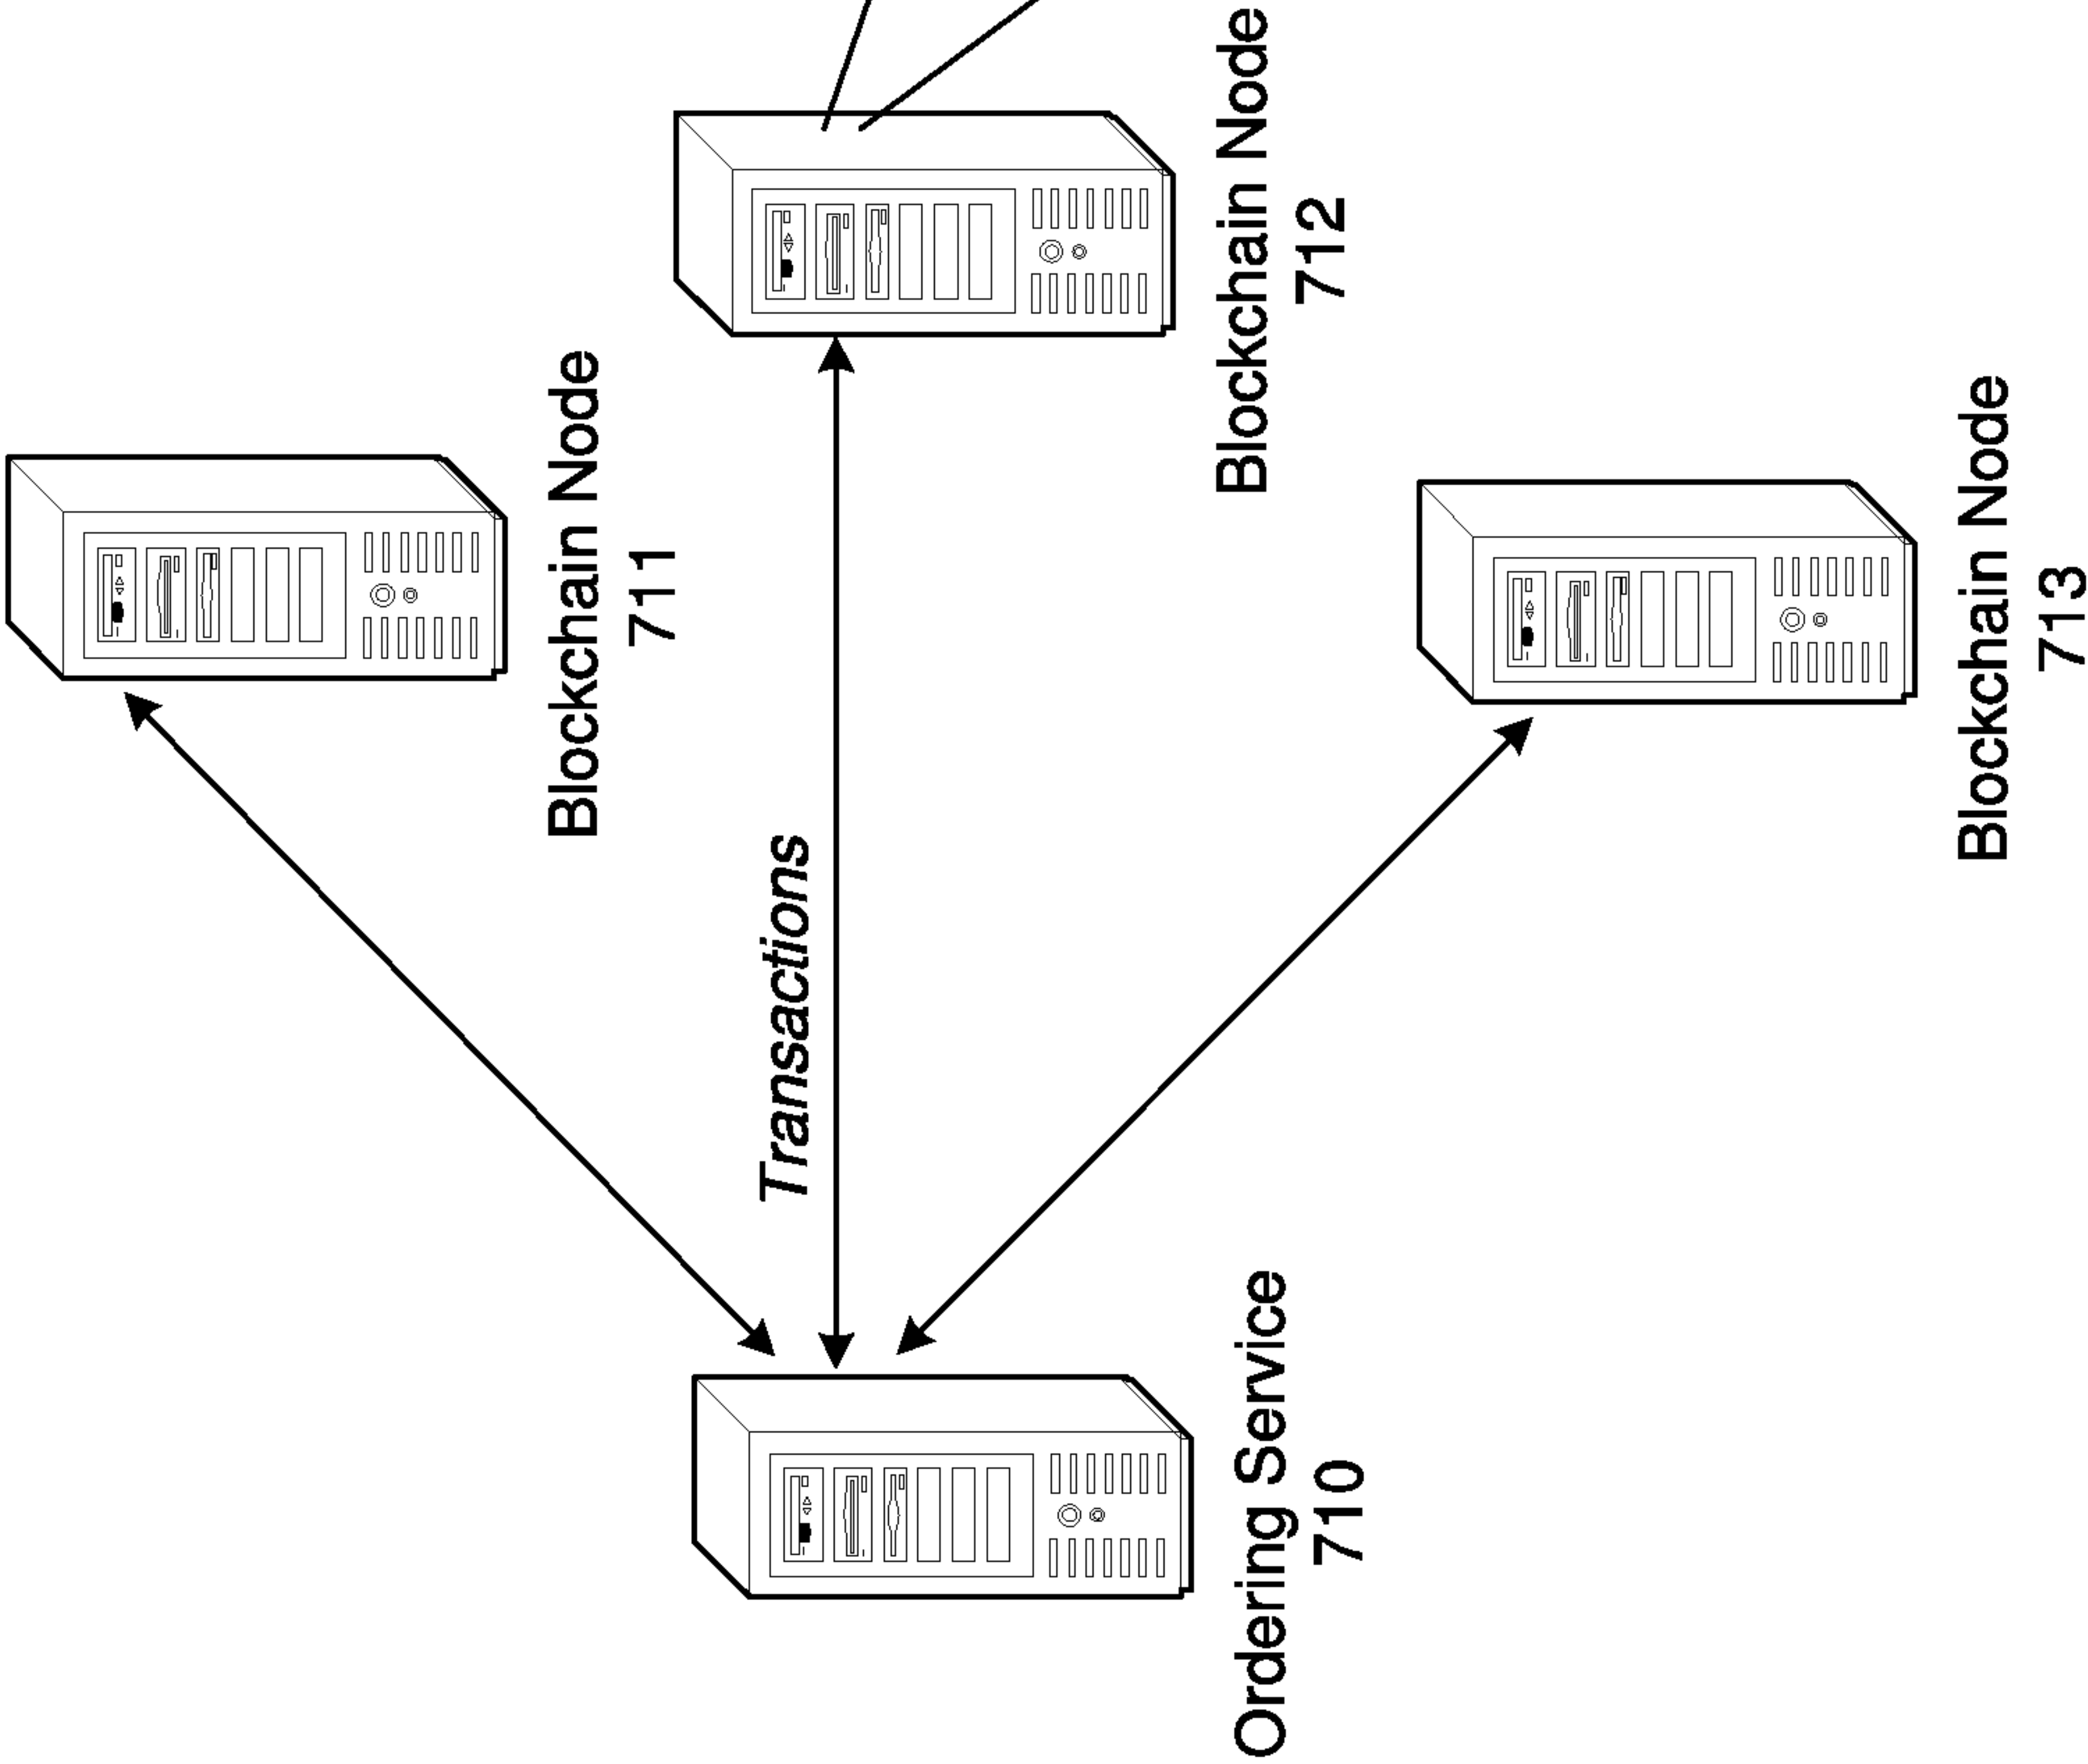 Blockchain Node
711
Transactions
Blockchain Node
712
Ordering Service
710
Blockchain Node
713